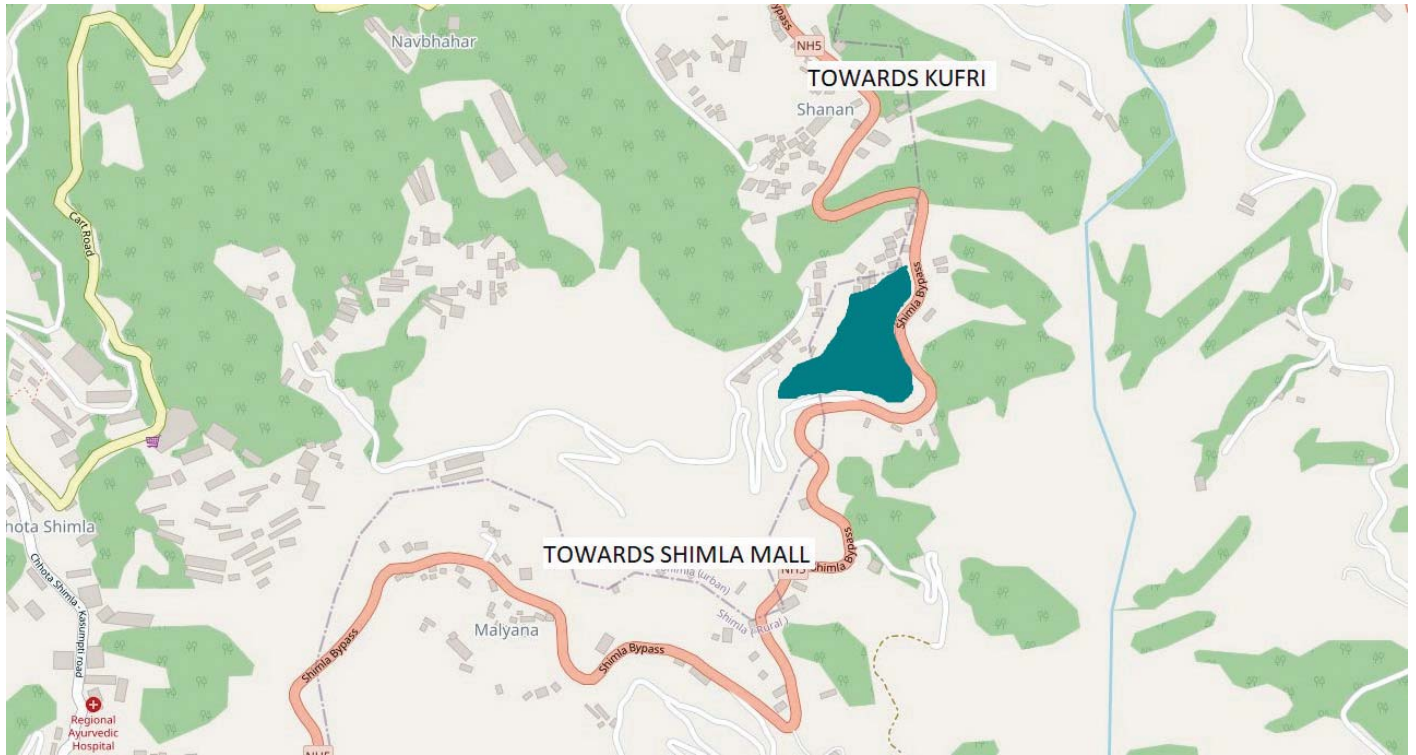 Bypass
NH5
Navbhahar
TOWARDS KUFRI
Shanan
Cart Road
Shimla Bypass
hota Shimla
TOWARDS SHIMLA MALL
Shimla Bypass
NH5
(urban)
Shimla (Rural)
Malyana
Shimla Bypass
Shimla Bypass
Chhota Shimla - Kasumpti road
Regional
Ayurvedic
Hospital
NH5